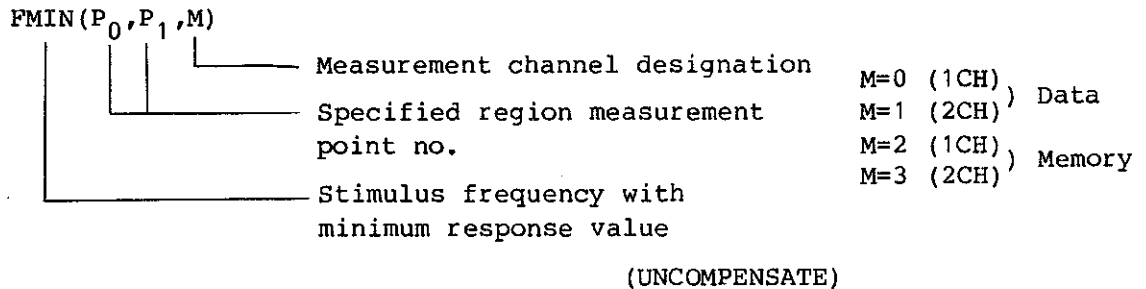 FMIN(P0,P1,M)
Measurement channel designation
M=0 (1CH)
M=1 (2CH)
) Data
Specified region measurement
point no.
M=2 (1CH)
M=3 (2CH)
) Memory
Stimulus frequency with
minimum response value
(UNCOMPENSATE)